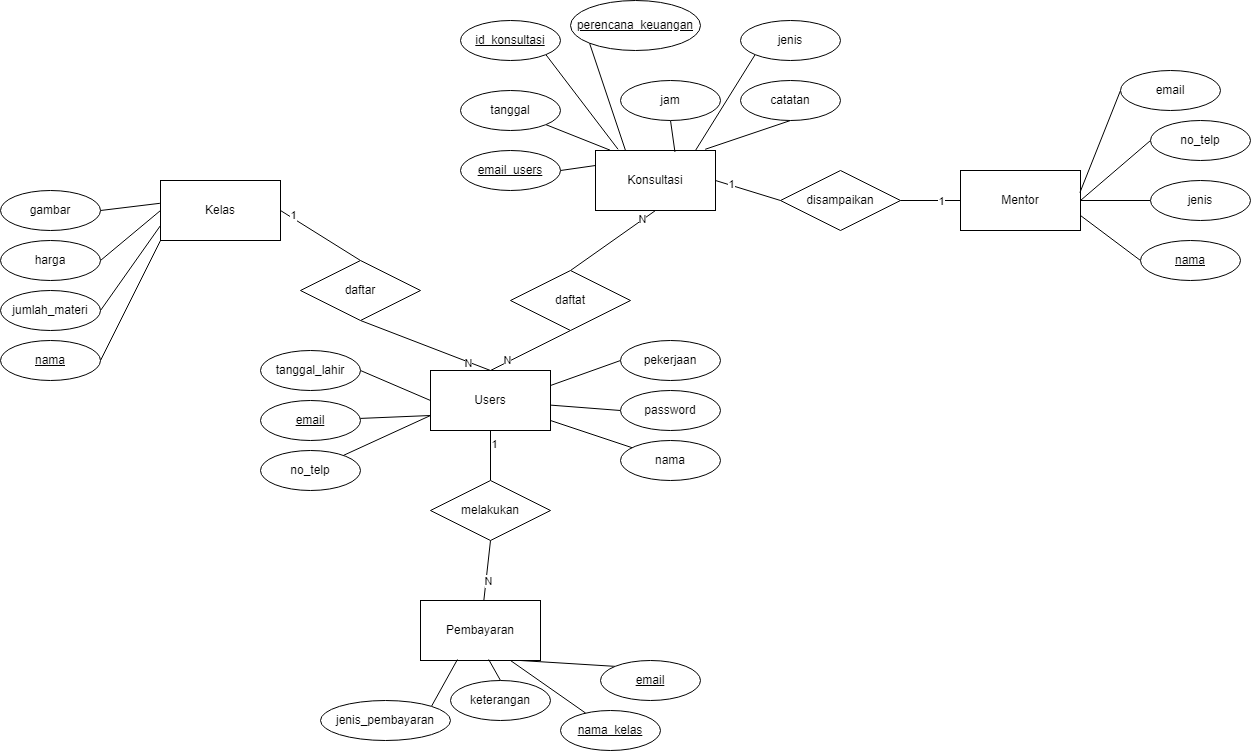 perencana_keuangan
id_konsultasi
jenis
email
jam
catatan
tanggal
no_telp
email_users
Konsultasi
1
disampaikan
1
Mentor
jenis
nama
gambar
Kelas
1
N
harga
daftar
daftat
jumlah_materi
nama
N
N
tanggal_lahir
pekerjaan
Users
email
password
no_telp
1
nama
melakukan
N
Pembayaran
email
keterangan
jenis_pembayaran
nama_kelas